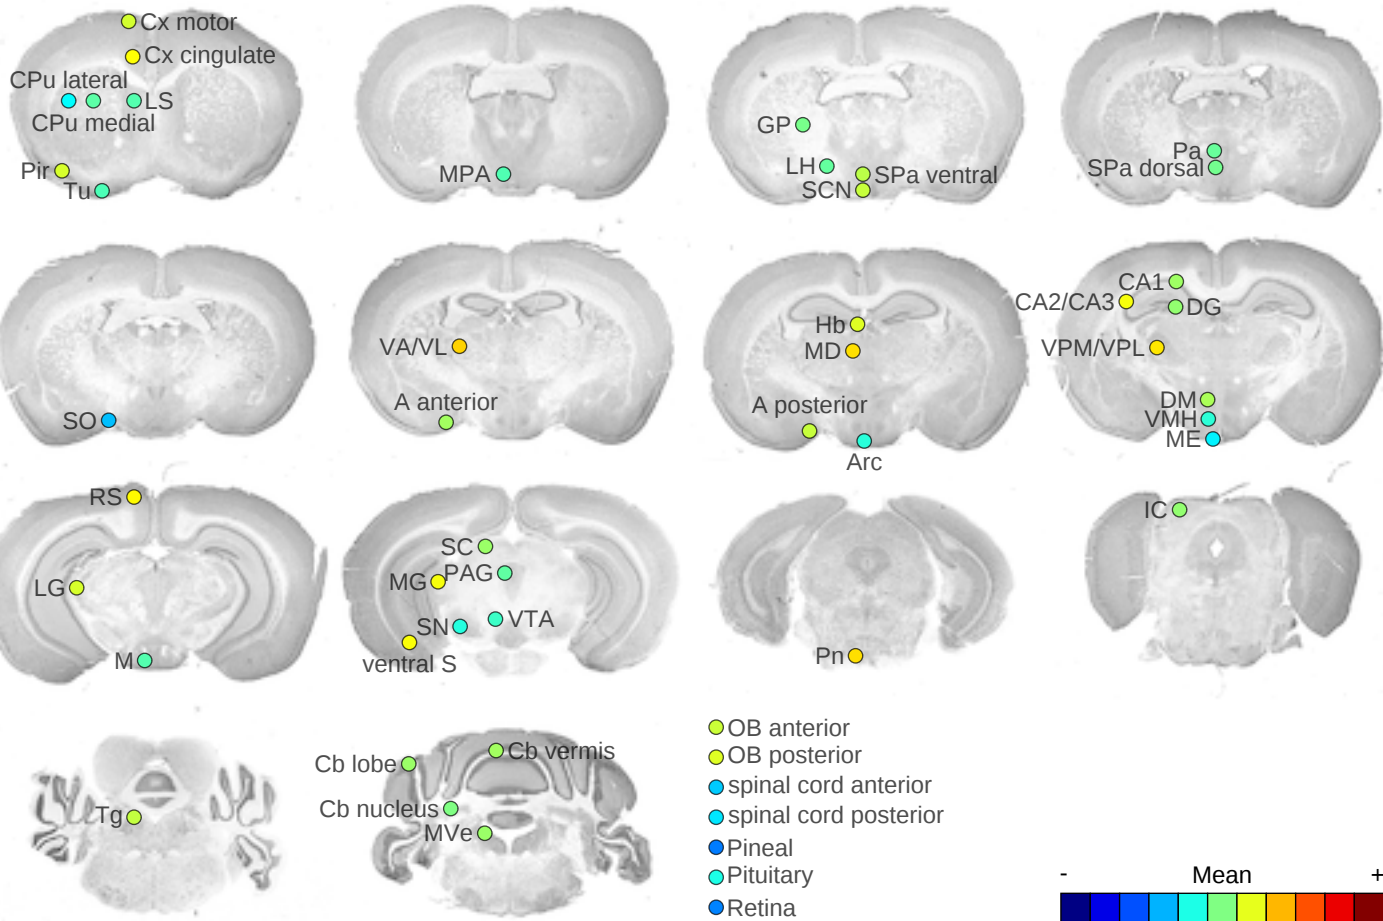 Cx motor
Cx cingulate
CPu lateral
LS
CPu medial
Pir
Tu
MPA
GP
LH
SPa ventral
SCN
Pa
SPa dorsal
SO
VA/VL
A anterior
Hb
MD
A posterior
Arc
CA1
CA2/CA3
DG
VPM/VPL
DM
VMH
ME
RS
LG
M
SC
MG
PAG
SN
VTA
ventral S
Pn
IC
Tg
Cb lobe
Cb vermis
Cb nucleus
MVe
OB anterior
OB posterior
spinal cord anterior
spinal cord posterior
Pineal
Pituitary
Retina
- Mean +